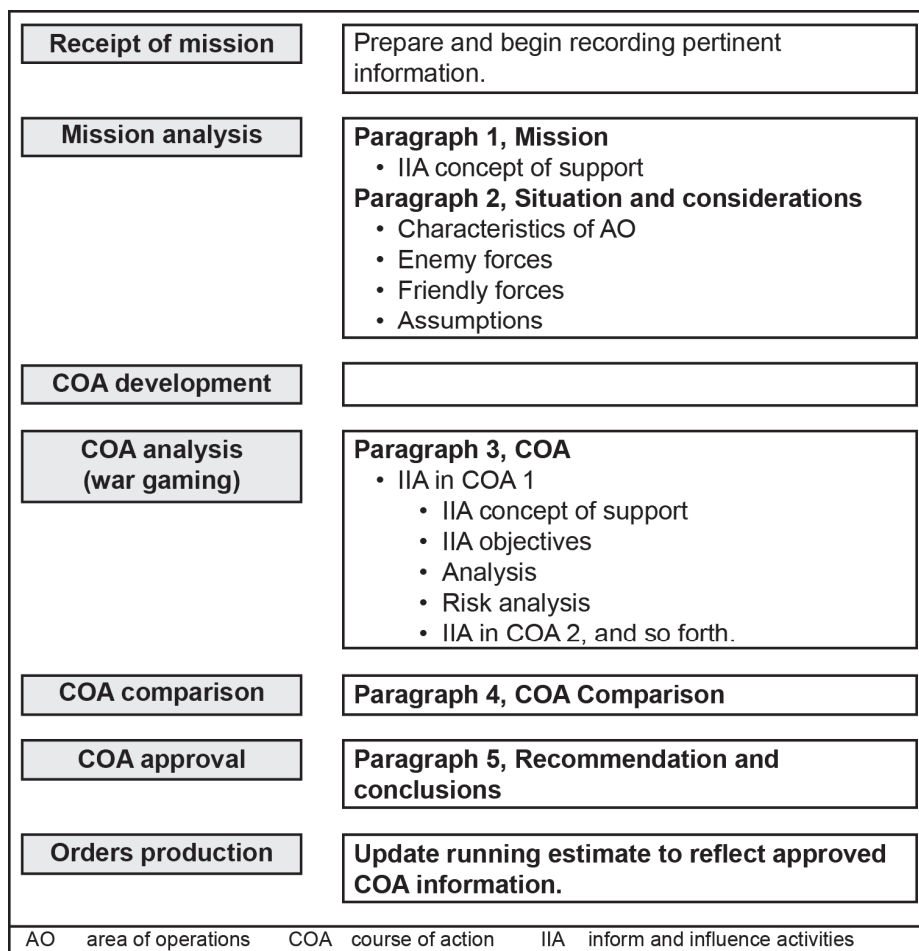 Receipt of mission
Prepare and begin recording pertinent
information.
Mission analysis
Paragraph 1, Mission
• IIA concept of support
Paragraph 2, Situation and considerations
• Characteristics of AO
• Enemy forces
• Friendly forces
• Assumptions
COA development
COA analysis
(war gaming)
Paragraph 3, COA
• IIA in COA 1
• IIA concept of support
• IIA objectives
• Analysis
• Risk analysis
• IIA in COA 2, and so forth.
COA comparison
Paragraph 4, COA Comparison
COA approval
Paragraph 5, Recommendation and
conclusions
Orders production
Update running estimate to reflect approved
COA information.
AO area of operations COA course of action IIA inform and influence activities